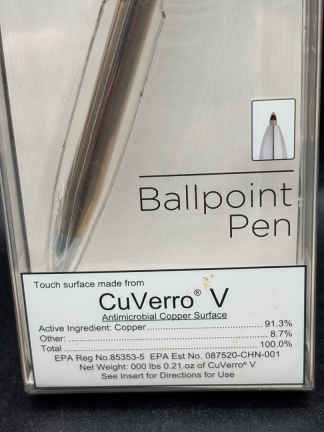 Ballpoint
Pen
Touch surface made from
CuVerro® V
Antimicrobial Copper Surface
Active Ingredient: Copper........................ 91.3%
Other: ........................ 8.7%
Total ........................ 100.0%
EPA Reg No.85353-5 EPA Est No. 087520-CHN-001
Net Weight: 000 lbs 0.21 oz of CuVerro® V
See Insert for Directions for Use